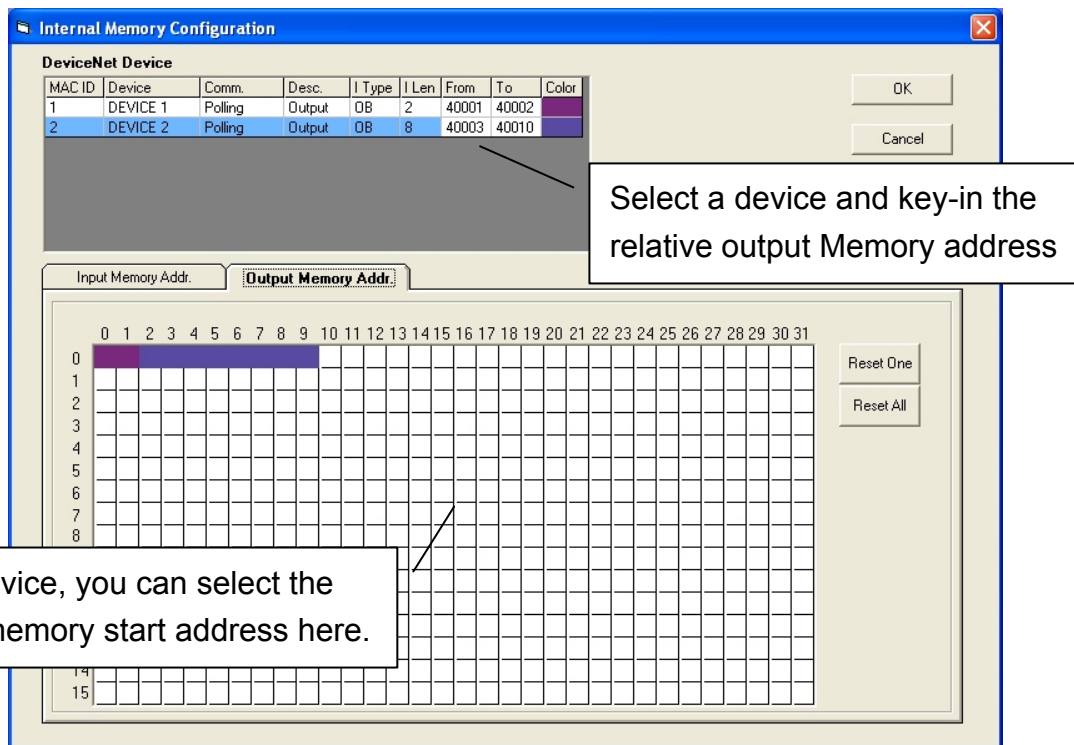 Internal Memory Configuration
DeviceNet Device
MAC ID Device Comm. Desc. I Type I Len From To Color
1 DEVICE 1 Polling Output OB 2 40001 40002
2 DEVICE 2 Polling Output OB 8 40003 40010
OK
Cancel
Select a device and key-in the
relative output Memory address
Input Memory Addr. Output Memory Addr.
0 1 2 3 4 5 6 7 8 9 10 11 12 13 14 15 16 17 18 19 20 21 22 23 24 25 26 27 28 29 30 31
0
1
2
3
4
5
6
7
8
Reset One
Reset All
vice, you can select the
memory start address here.
14
15